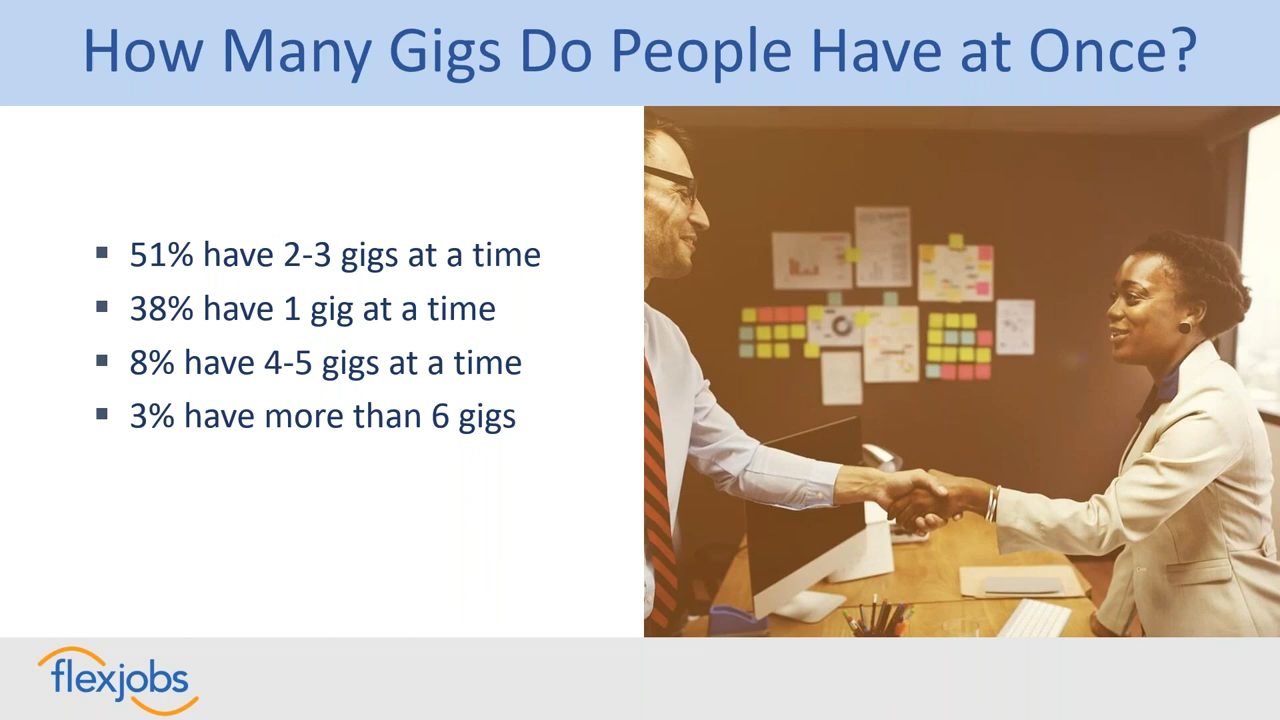 How Many Gigs Do People Have at Once?
▪ 51% have 2-3 gigs at a time
▪ 38% have 1 gig at a time
▪ 8% have 4-5 gigs at a time
▪ 3% have more than 6 gigs
flexjobs